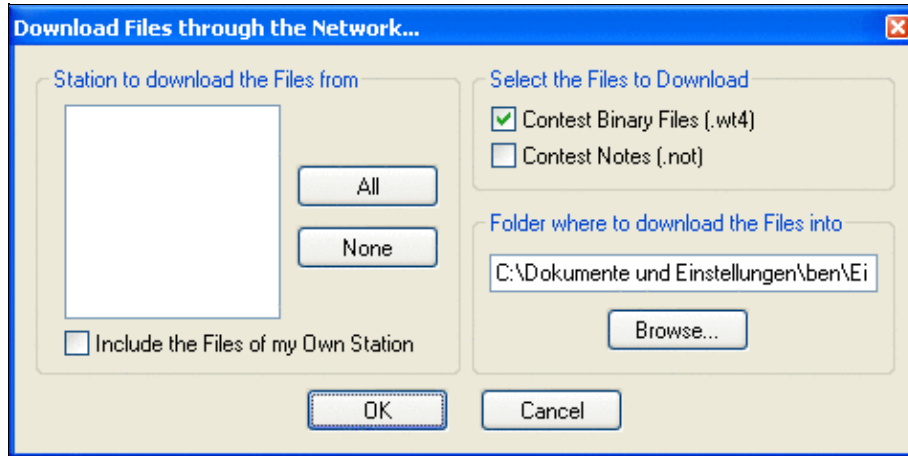 Download Files through the Network...
Station to download the Files from
All
None
Include the Files of my Own Station
Select the Files to Download
Contest Binary Files (.wt4)
Contest Notes (.not)
Folder where to download the Files into
C:\Dokumente und Einstellungen\ben\Ei
Browse...
OK
Cancel